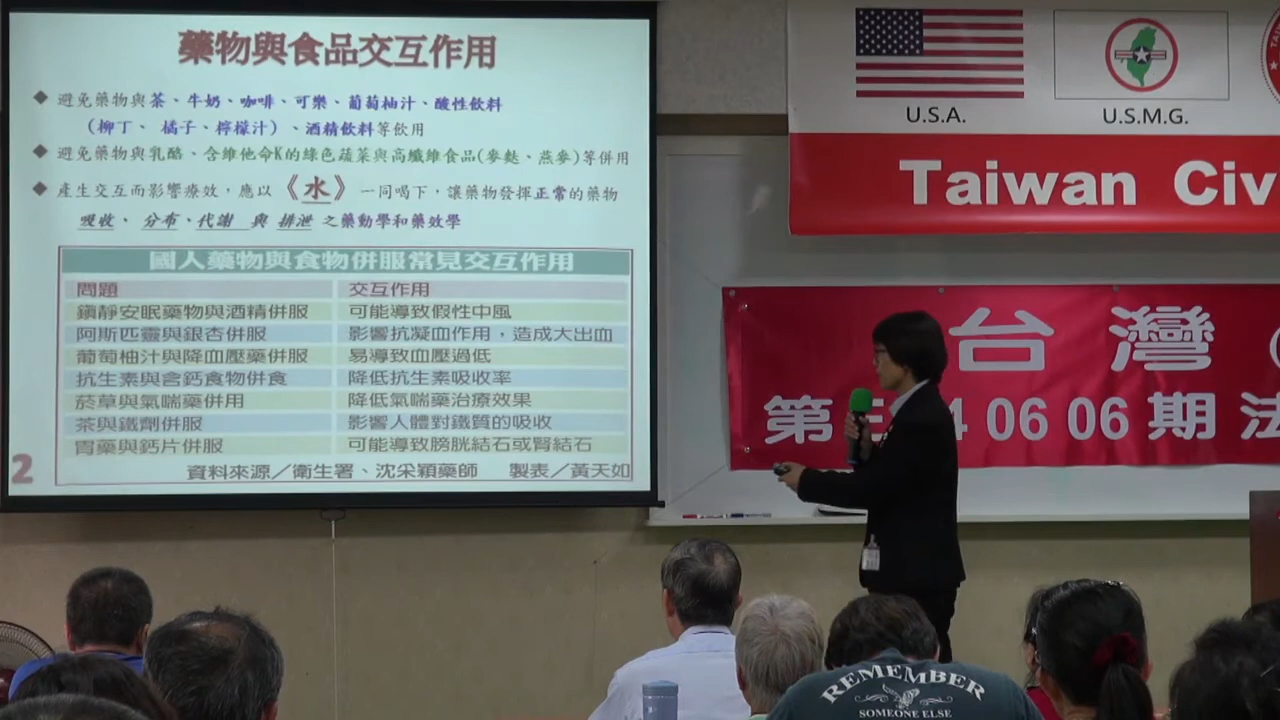 藥物與食品交互作用
避免藥物與茶、牛奶、咖啡、可樂、葡萄柚汁、酸性飲料
(柳丁、橘子、檸檬汁)、酒精飲料等飲用
避免藥物與乳酪、含維他命K的綠色蔬菜與高纖維食品(麥麩、燕麥)等併用
產生交互而影響療效，應以《水》一同喝下，讓藥物發揮正常的藥物
吸收、分布、代謝 與 排泄 之藥動學和藥效學
國人藥物與食物併服常見交互作用
問題 交互作用
鎮靜安眠藥物與酒精併服 可能導致假性中風
阿斯匹靈與銀杏併服 影響抗凝血作用，造成大出血
葡萄柚汁與降血壓藥併服 易導致血壓過低
抗生素與含鈣食物併食 降低抗生素吸收率
菸草與氣喘藥併用 降低氣喘藥治療效果
茶與鐵劑併服 影響人體對鐵質的吸收
胃藥與鈣片併服 可能導致膀胱結石或腎結石
資料來源／衛生署、沈采穎藥師 製表／黃天如
2
U.S.A.
U.S.M.G.
Taiwan Civ
台灣
第 4 06 06 期 法
REMEMBER
SOMEONE ELSE